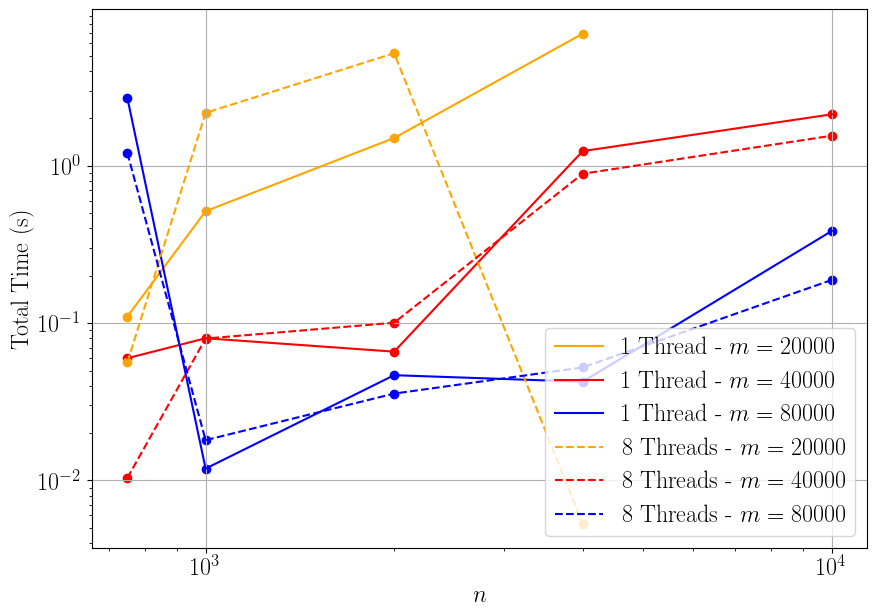 Total Time (s)
10^0
10^{-1}
10^{-2}
10^3
10^4
n
1 Thread - m = 20000
1 Thread - m = 40000
1 Thread - m = 80000
8 Threads - m = 20000
8 Threads - m = 40000
8 Threads - m = 80000